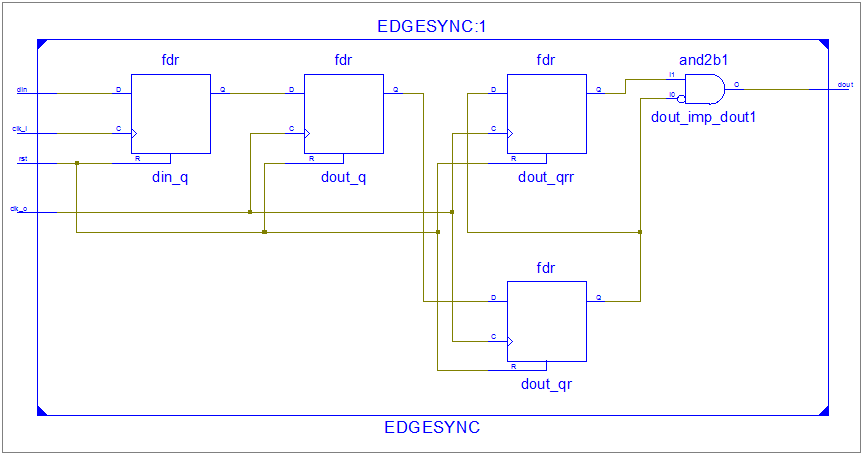 EDGESYNC:1
fdr
fdr
fdr
and2b1
din
D
Q
D
Q
D
Q
I1
O
dout
I0
clk_i
C
C
C
dout_imp_dout1
rst
R
R
R
din_q
dout_q
dout_qrr
clk_o
fdr
D
Q
C
R
dout_qr
EDGESYNC